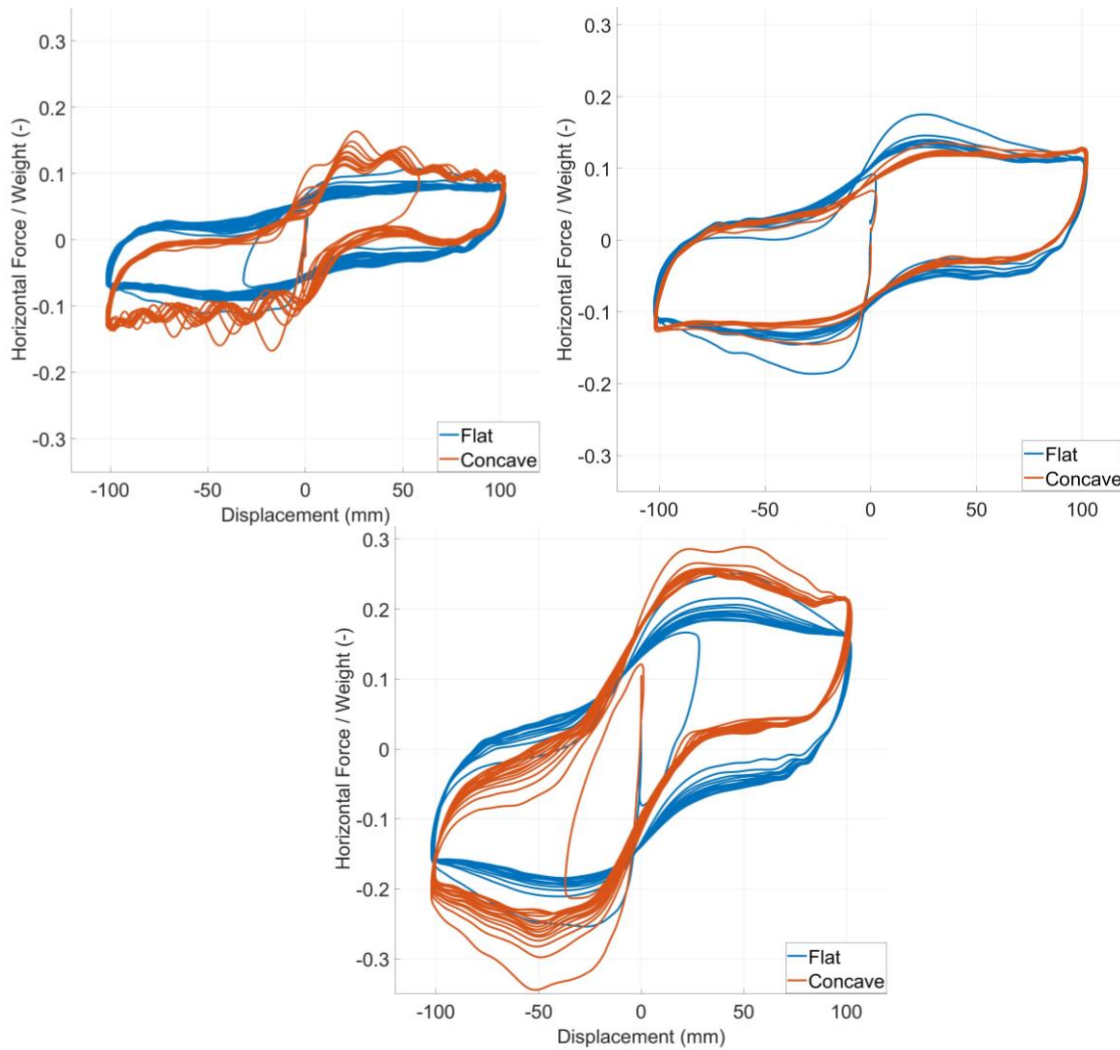 0.3
0.2
0.1
0
-0.1
-0.2
-0.3
Horizontal Force / Weight (-)
-100 -50 0 50 100
Displacement (mm)
Flat
Concave
0.3
0.2
0.1
0
-0.1
-0.2
-0.3
Horizontal Force / Weight (-)
-100 -50 0 50 100
Flat
Concave
0.3
0.2
0.1
0
-0.1
-0.2
-0.3
Horizontal Force / Weight (-)
-100 -50 0 50 100
Displacement (mm)
Flat
Concave